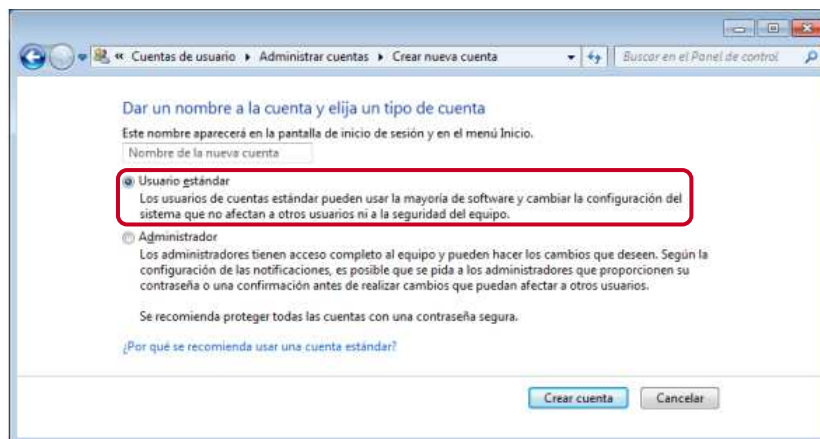 « Cuentas de usuario ▸ Administrar cuentas ▸ Crear nueva cuenta
Buscar en el Panel de control
Dar un nombre a la cuenta y elija un tipo de cuenta
Este nombre aparecerá en la pantalla de inicio de sesión y en el menú Inicio.
Nombre de la nueva cuenta
Usuario estándar
Los usuarios de cuentas estándar pueden usar la mayoría de software y cambiar la configuración del
sistema que no afectan a otros usuarios ni a la seguridad del equipo.
Administrador
Los administradores tienen acceso completo al equipo y pueden hacer los cambios que deseen. Según la
configuración de las notificaciones, es posible que se pida a los administradores que proporcionen su
contraseña o una confirmación antes de realizar cambios que puedan afectar a otros usuarios.
Se recomienda proteger todas las cuentas con una contraseña segura.
¿Por qué se recomienda usar una cuenta estándar?
Crear cuenta
Cancelar